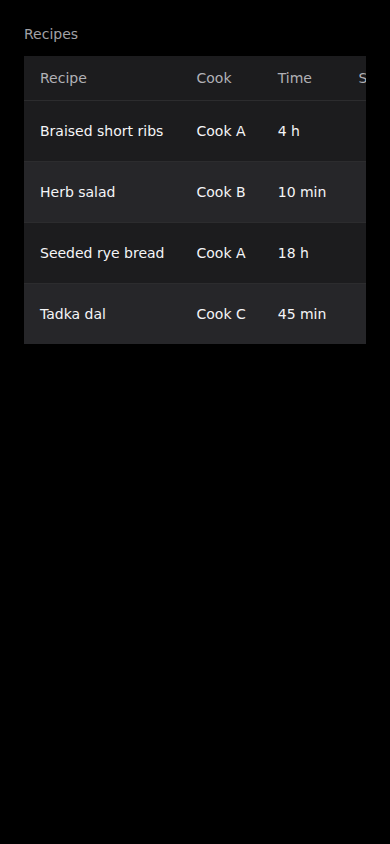 Recipes
Recipe Cook Time S
Braised short ribs Cook A 4 h
Herb salad Cook B 10 min
Seeded rye bread Cook A 18 h
Tadka dal Cook C 45 min